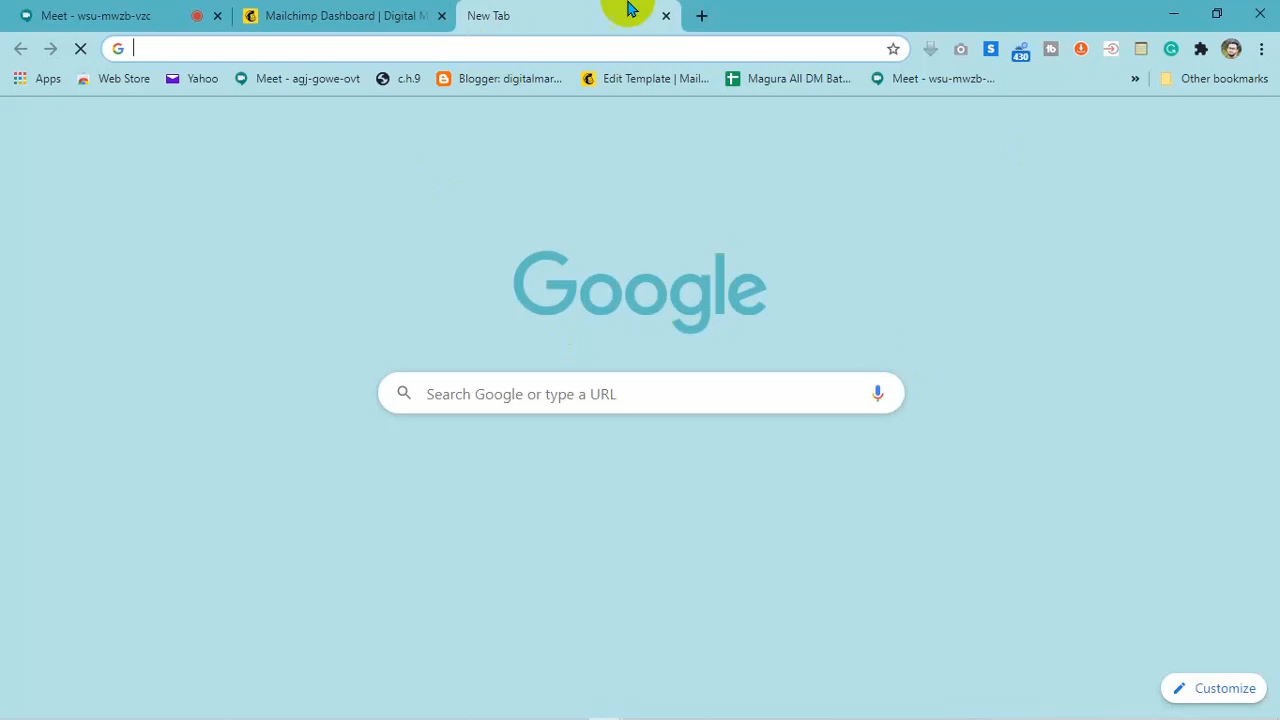 Meet - wsu-mwzb-vzc
Mailchimp Dashboard | Digital M
New Tab
Apps
Web Store
Yahoo
Meet - agj-gowe-ovt
c.h.9
Blogger: digitalmar...
Edit Template | Mail...
Magura All DM Bat...
Meet - wsu-mwzb-...
Other bookmarks
430
Google
Search Google or type a URL
Customize